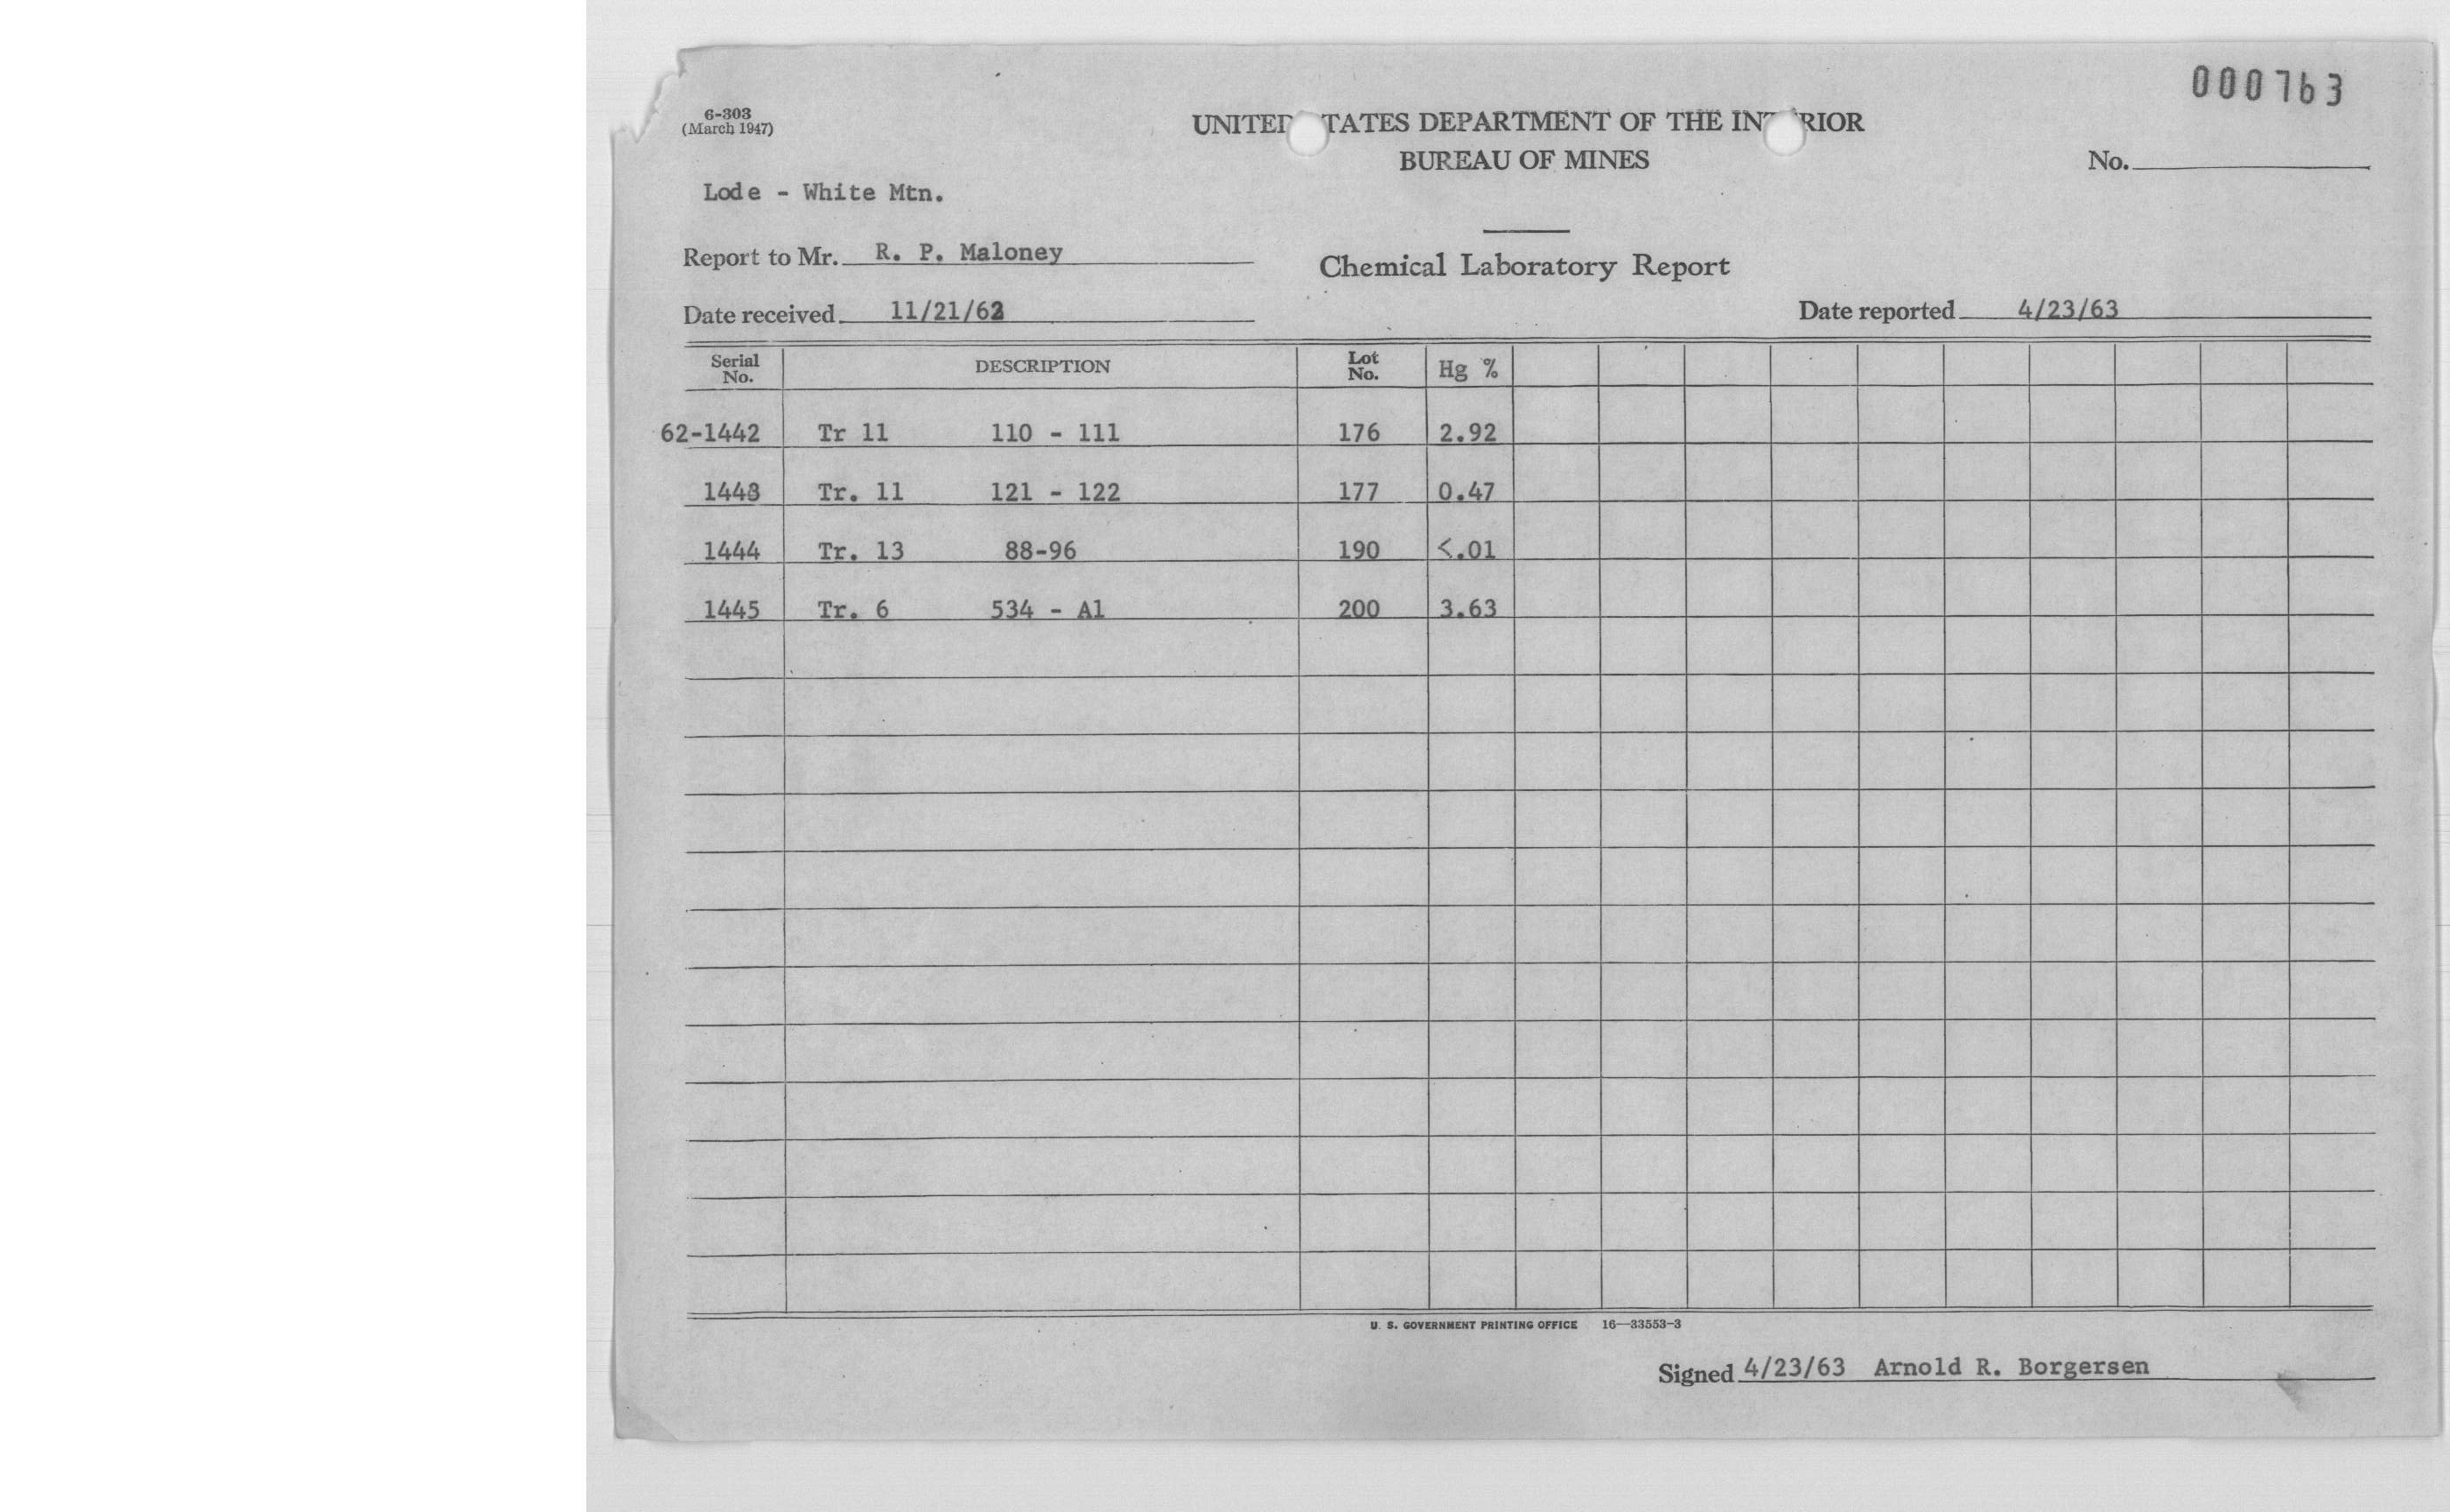 000763
6-303
(March 1947)
UNITED STATES DEPARTMENT OF THE INTERIOR
BUREAU OF MINES
No.
Lode - White Mtn.
Report to Mr. R. P. Maloney
Chemical Laboratory Report
Date received 11/21/62
Date reported 4/23/63
Serial No. DESCRIPTION Lot No. Hg %
62-1442 Tr 11 110 - 111 176 2.92
1443 Tr. 11 121 - 122 177 0.47
1444 Tr. 13 88-96 190 <.01
1445 Tr. 6 534 - A1 200 3.63
U. S. GOVERNMENT PRINTING OFFICE 16—33553-3
Signed 4/23/63 Arnold R. Borgersen